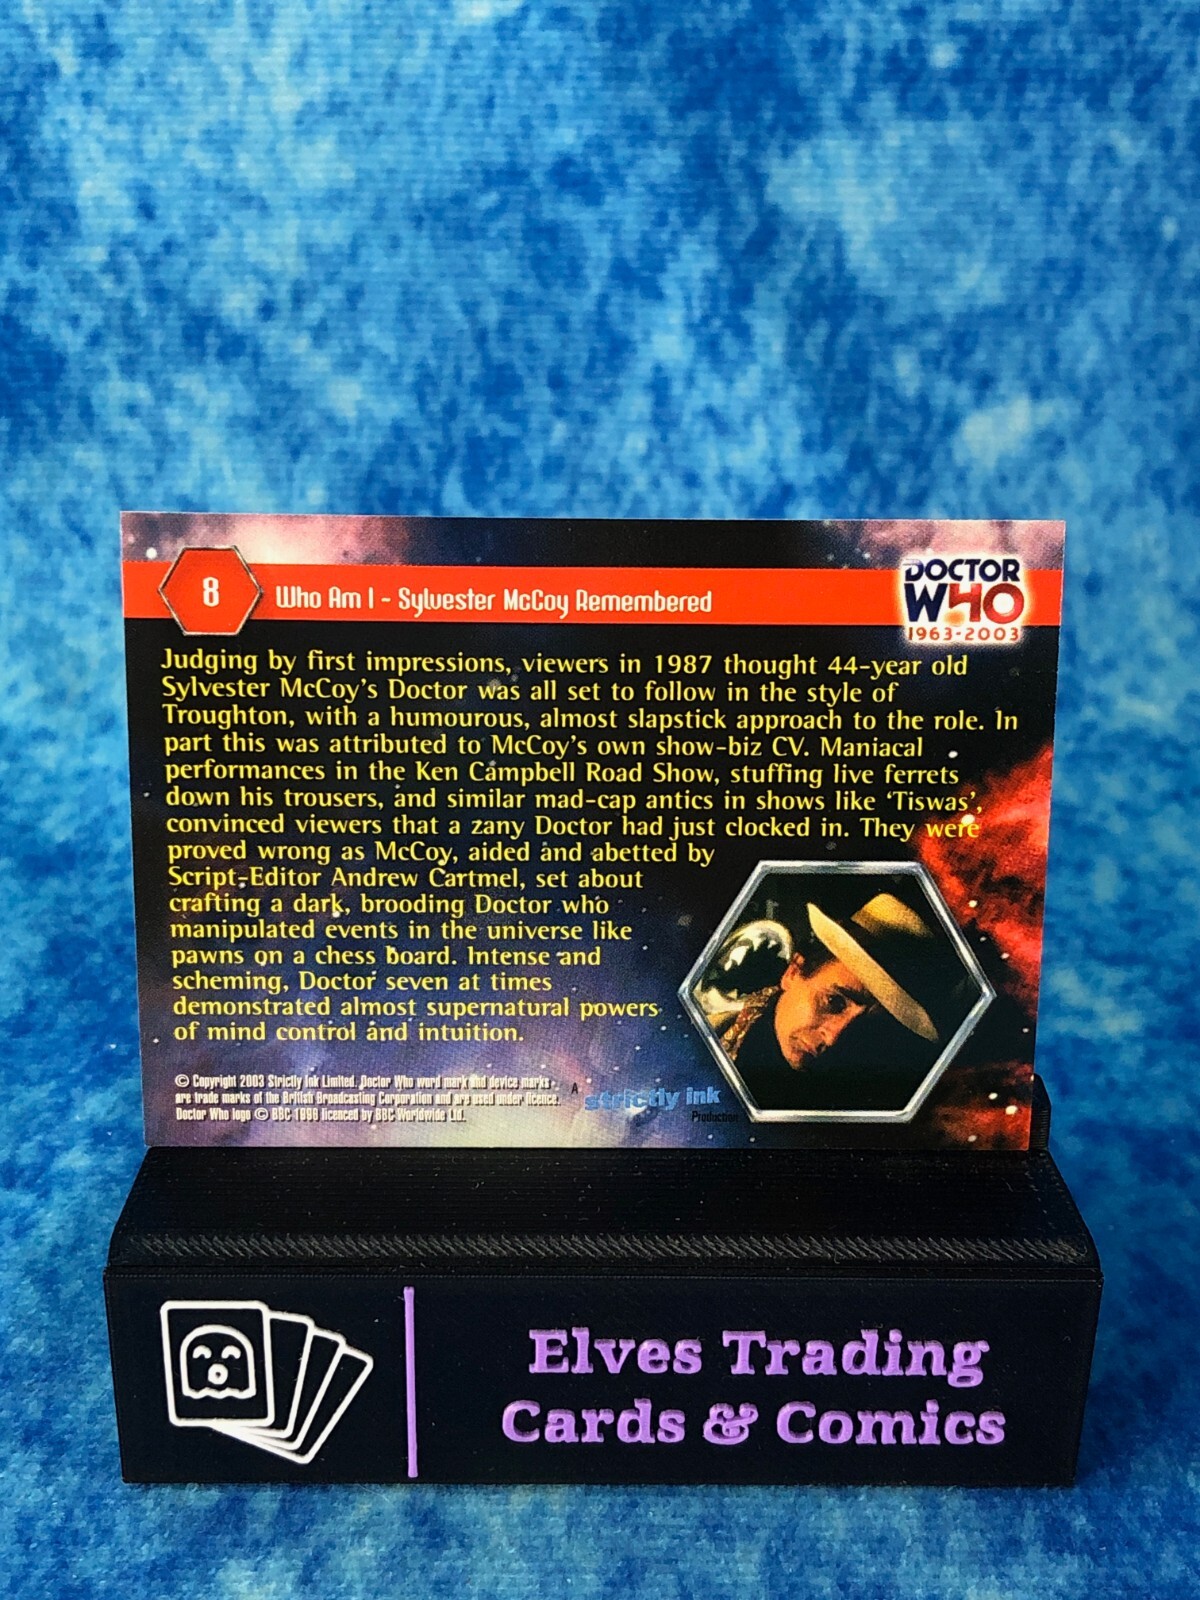 8
Who Am I - Sylvester McCoy Remembered
DOCTOR
WHO
1963-2003
Judging by first impressions, viewers in 1987 thought 44-year old
Sylvester McCoy's Doctor was all set to follow in the style of
Troughton, with a humourous, almost slapstick approach to the role. In
part this was attributed to McCoy's own show-biz CV. Maniacal
performances in the Ken Campbell Road Show, stuffing live ferrets
down his trousers, and similar mad-cap antics in shows like 'Tiswas',
convinced viewers that a zany Doctor had just clocked in. They were
proved wrong as McCoy, aided and abetted by
Script-Editor Andrew Cartmel, set about
crafting a dark, brooding Doctor who
manipulated events in the universe like
pawns on a chess board. Intense and
scheming, Doctor seven at times
demonstrated almost supernatural powers
of mind control and intuition.
© Copyright 2003 Strictly Ink Limited. Doctor Who word mark and device marks
are trade marks of the British Broadcasting Corporation and are used under licence.
Doctor Who logo © BBC 1996 licenced by BBC Worldwide Ltd.
A
strictly ink
Production
Elves Trading
Cards & Comics